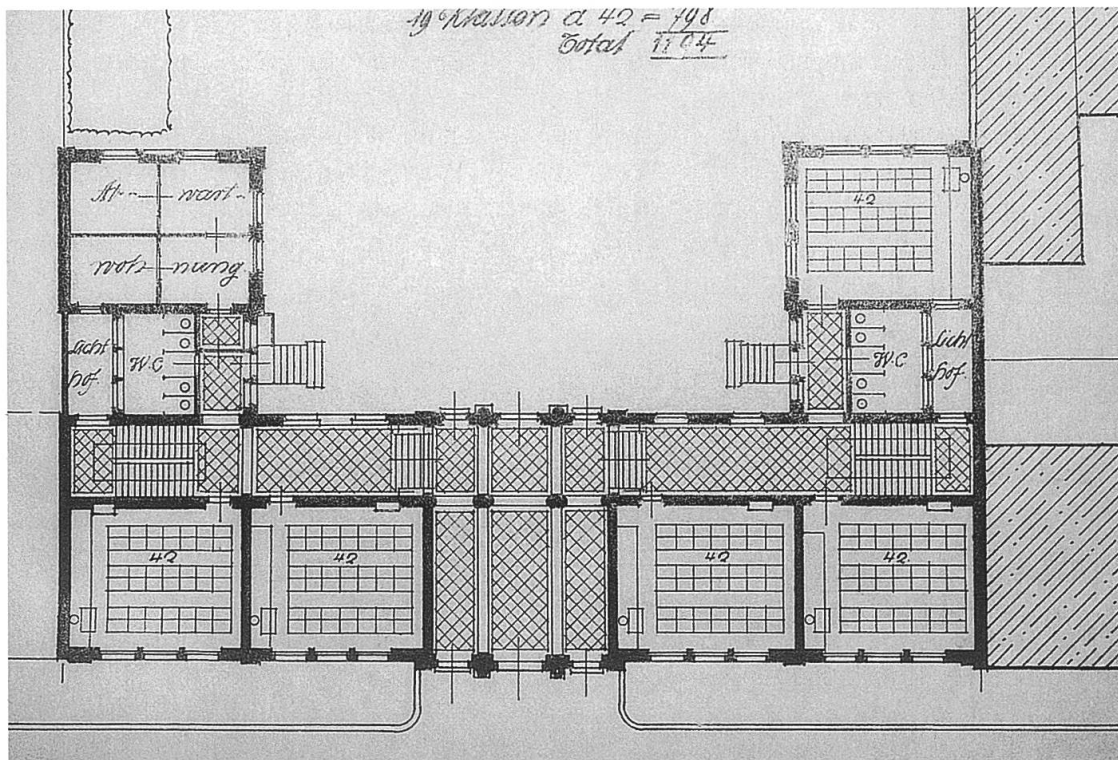 19 Klassen à 42 = 798
Total 1104
Ab- wart-
woh- nung
42
Licht
hof.
W.C
W.C
Licht
hof.
42
42
42
42